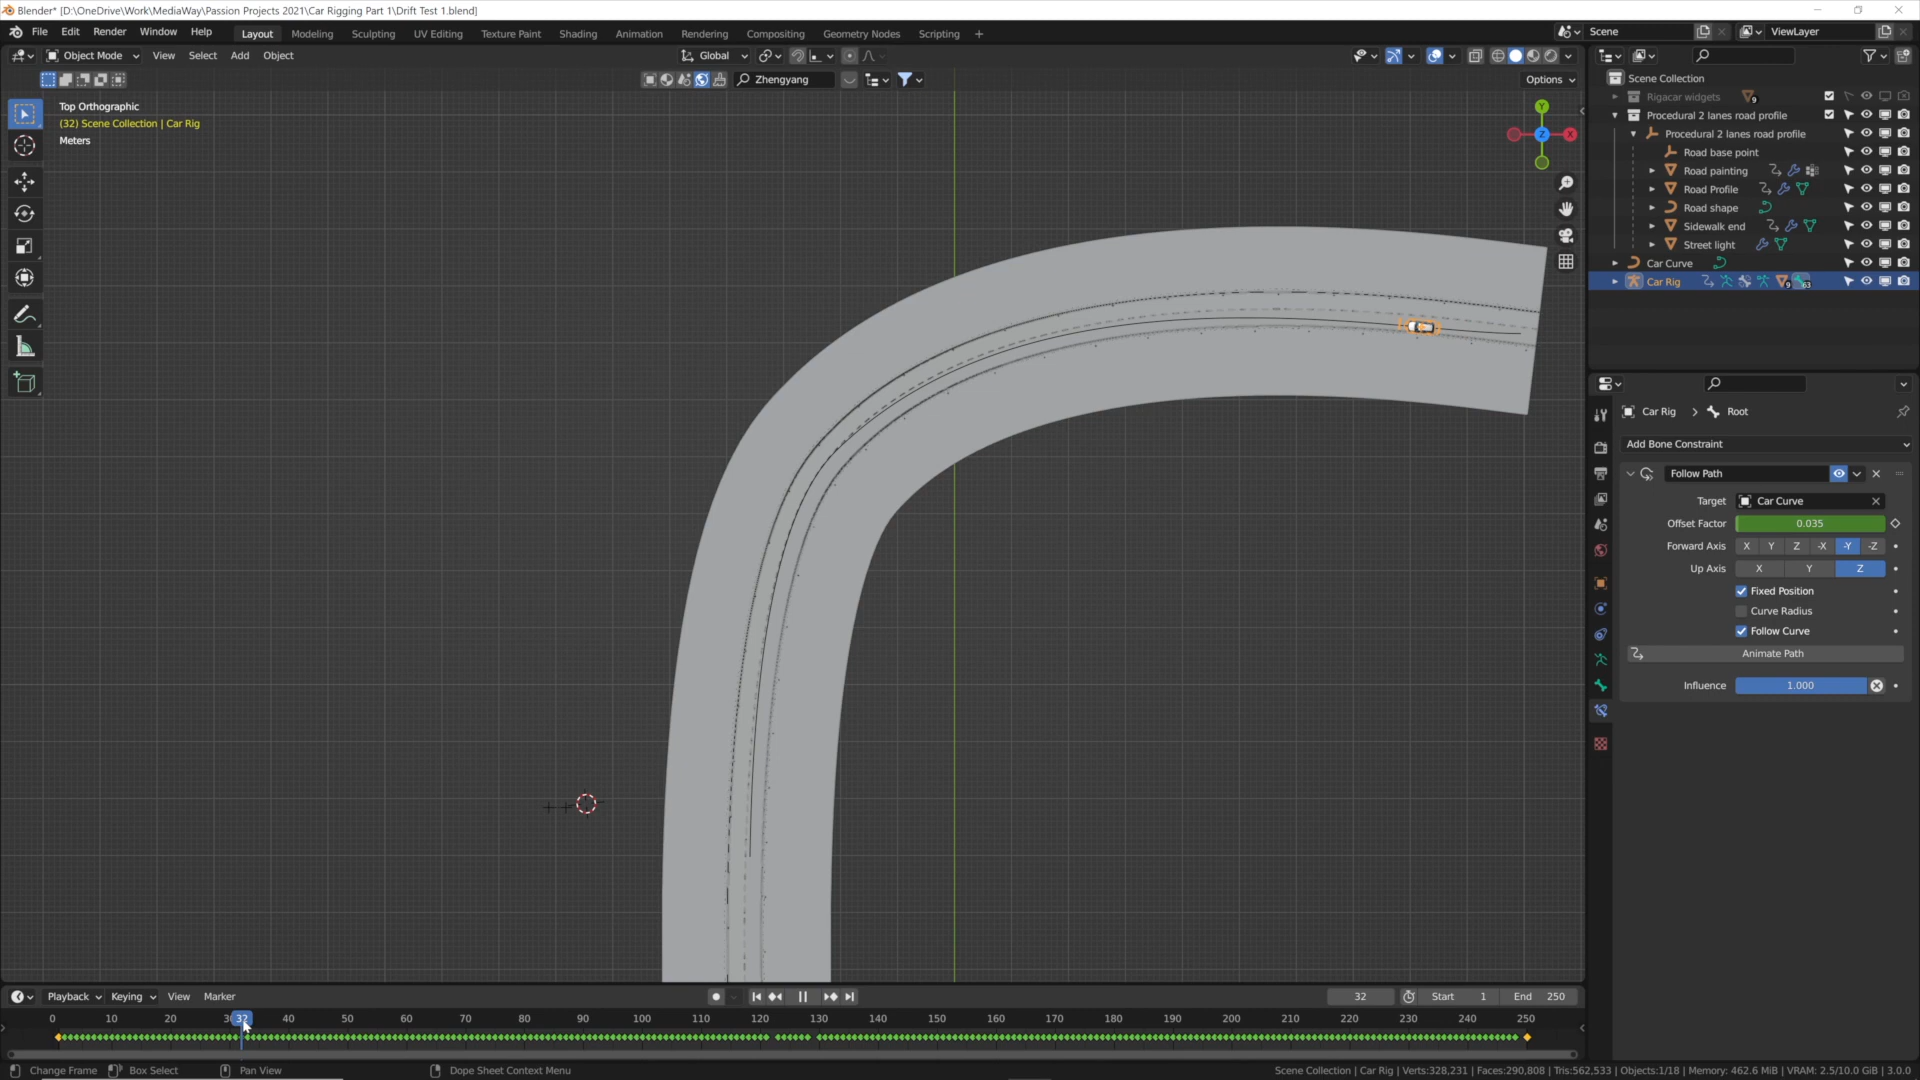 Blender* [D:\OneDrive\Work\MediaWay\Passion Projects 2021\Car Rigging Part 1\Drift Test 1.blend]
File Edit Render Window Help Layout Modeling Sculpting UV Editing Texture Paint Shading Animation Rendering Compositing Geometry Nodes Scripting + Scene ViewLayer
Object Mode View Select Add Object Global
Zhengyang Options
Top Orthographic
(32) Scene Collection | Car Rig
Meters
Y
Z
X
Scene Collection
Rigacar widgets 9
Procedural 2 lanes road profile
Procedural 2 lanes road profile
Road base point
Road painting
Road Profile
Road shape
Sidewalk end
Street light
Car Curve
Car Rig 9 63
Car Rig > Root
Add Bone Constraint
Follow Path
Target Car Curve
Offset Factor 0.035
Forward Axis X Y Z -X -Y -Z
Up Axis X Y Z
Fixed Position
Curve Radius
Follow Curve
Animate Path
Influence 1.000
Playback Keying View Marker 32 Start 1 End 250
0 10 20 32 40 50 60 70 80 90 100 110 120 130 140 150 160 170 180 190 200 210 220 230 240 250
Change Frame Box Select Pan View Dope Sheet Context Menu Scene Collection | Car Rig | Verts:328,231 | Faces:290,808 | Tris:562,533 | Objects:1/18 | Memory: 462.6 MiB | VRAM: 2.5/10.0 GiB | 3.0.0